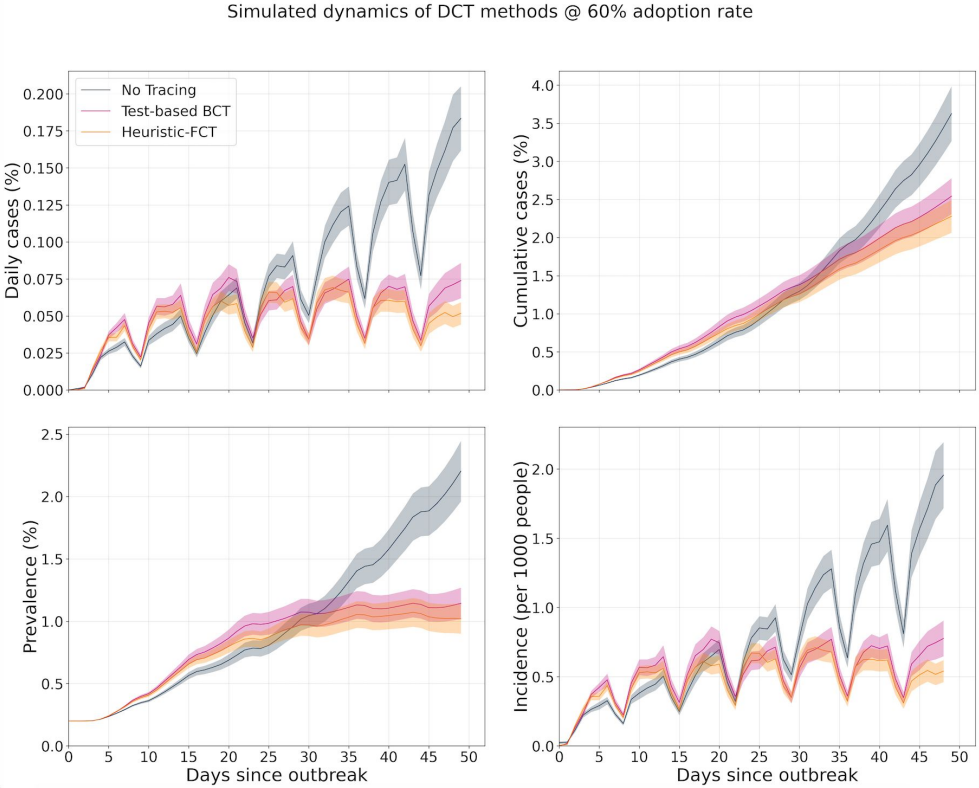 Simulated dynamics of DCT methods @ 60% adoption rate
No Tracing
Test-based BCT
Heuristic-FCT
Daily cases (%)
0.200
0.175
0.150
0.125
0.100
0.075
0.050
0.025
0.000
Cumulative cases (%)
4.0
3.5
3.0
2.5
2.0
1.5
1.0
0.5
0.0
Prevalence (%)
2.5
2.0
1.5
1.0
0.5
0.0
0 5 10 15 20 25 30 35 40 45 50
Days since outbreak
Incidence (per 1000 people)
2.0
1.5
1.0
0.5
0.0
0 5 10 15 20 25 30 35 40 45 50
Days since outbreak